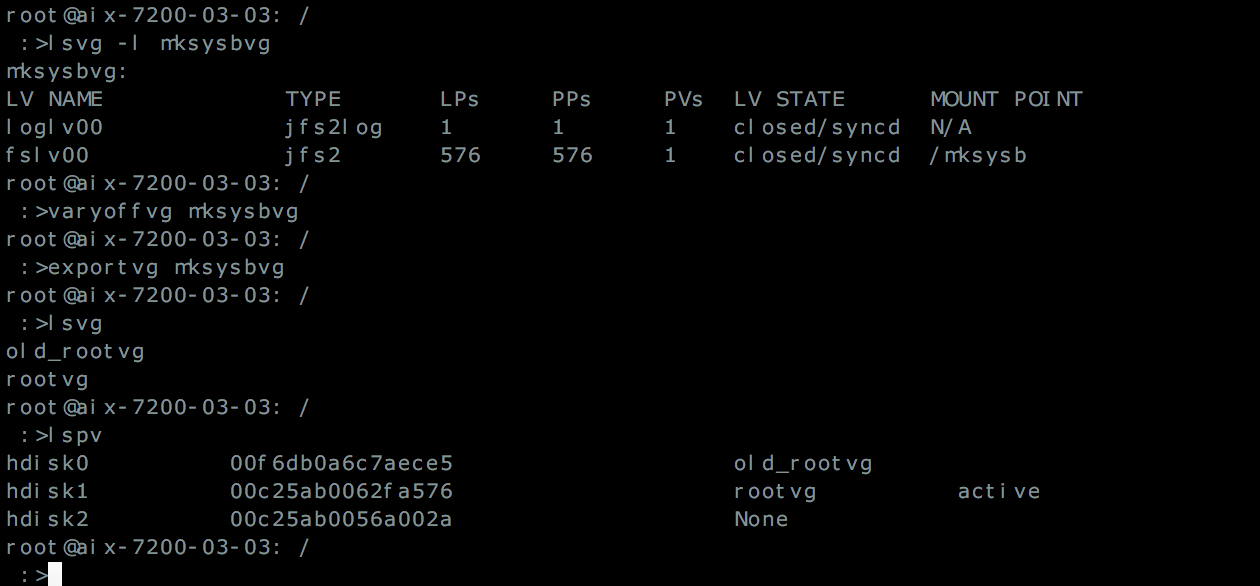 root@aix-7200-03-03: /
 :>lsvg -l  mksysbvg
mksysbvg:
LV NAME             TYPE       LPs     PPs     PVs  LV STATE      MOUNT POINT
loglv00             jfs2log    1       1       1    closed/syncd  N/A
fslv00              jfs2       576     576     1    closed/syncd  /mksysb
root@aix-7200-03-03: /
 :>varyoffvg mksysbvg
root@aix-7200-03-03: /
 :>exportvg mksysbvg
root@aix-7200-03-03: /
 :>lsvg
old_rootvg
rootvg
root@aix-7200-03-03: /
 :>lspv
hdisk0          00f6db0a6c7aece5                    old_rootvg
hdisk1          00c25ab0062fa576                    rootvg          active
hdisk2          00c25ab0056a002a                    None
root@aix-7200-03-03: /
 :>